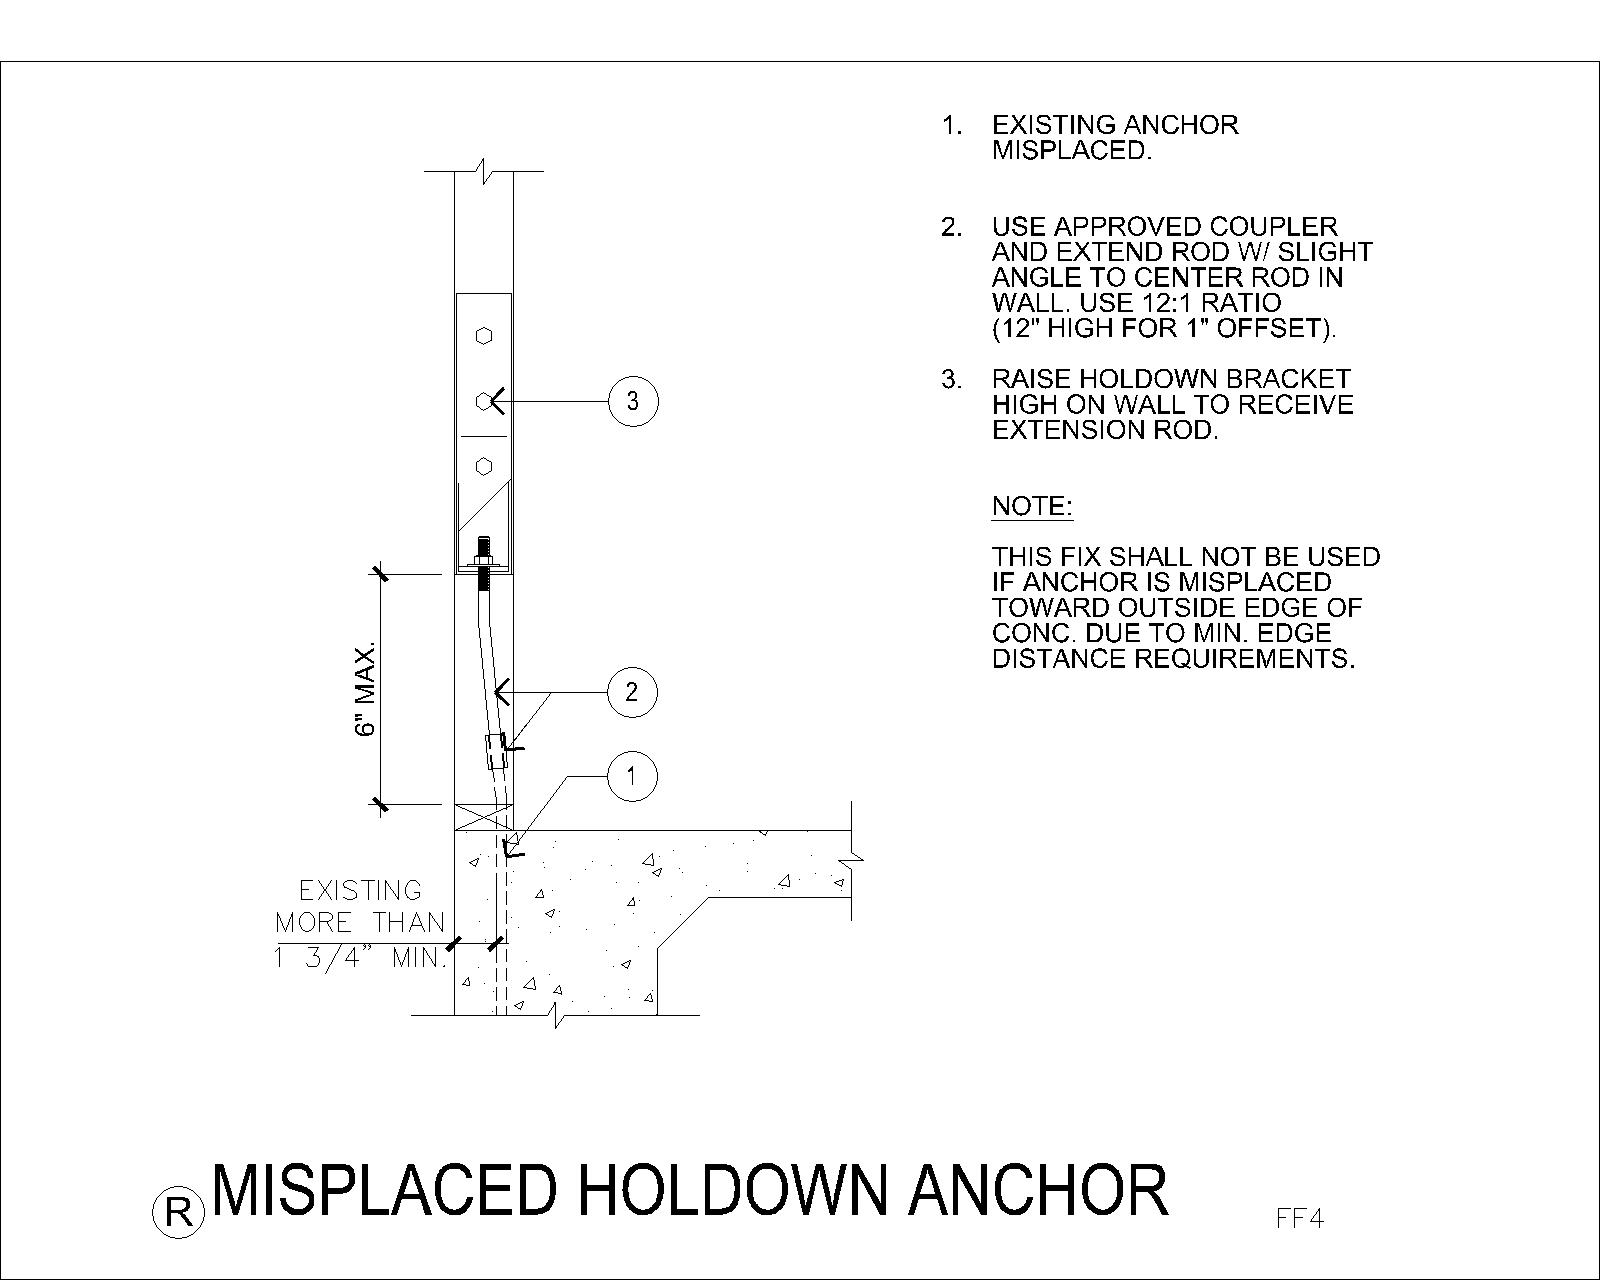 1. EXISTING ANCHOR
MISPLACED.
2. USE APPROVED COUPLER
AND EXTEND ROD W/ SLIGHT
ANGLE TO CENTER ROD IN
WALL. USE 12:1 RATIO
(12" HIGH FOR 1" OFFSET).
3. RAISE HOLDOWN BRACKET
HIGH ON WALL TO RECEIVE
EXTENSION ROD.
NOTE:
THIS FIX SHALL NOT BE USED
IF ANCHOR IS MISPLACED
TOWARD OUTSIDE EDGE OF
CONC. DUE TO MIN. EDGE
DISTANCE REQUIREMENTS.
3
6" MAX.
2
1
EXISTING
MORE THAN
1 3/4” MIN.
R MISPLACED HOLDOWN ANCHOR
FF4